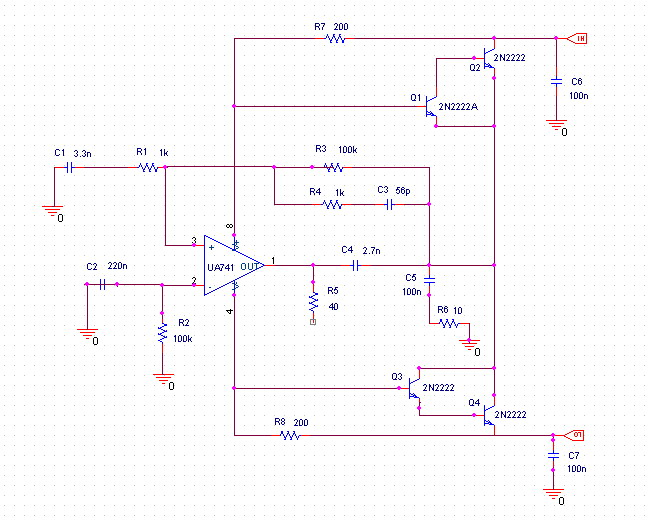 R7 200
HI
2N2222
Q2
C6
100n
0
Q1
2N2222A
C1 3.3n
R1 1k
R3 100k
R4 1k
C3 56p
0
8
3
+
UA741
OUT
1
2
-
4
C4 2.7n
C2 220n
C5
100n
R5
40
R6 10
0
R2
100k
0
0
Q3
2N2222
Q4
2N2222
R8 200
LO
C7
100n
0